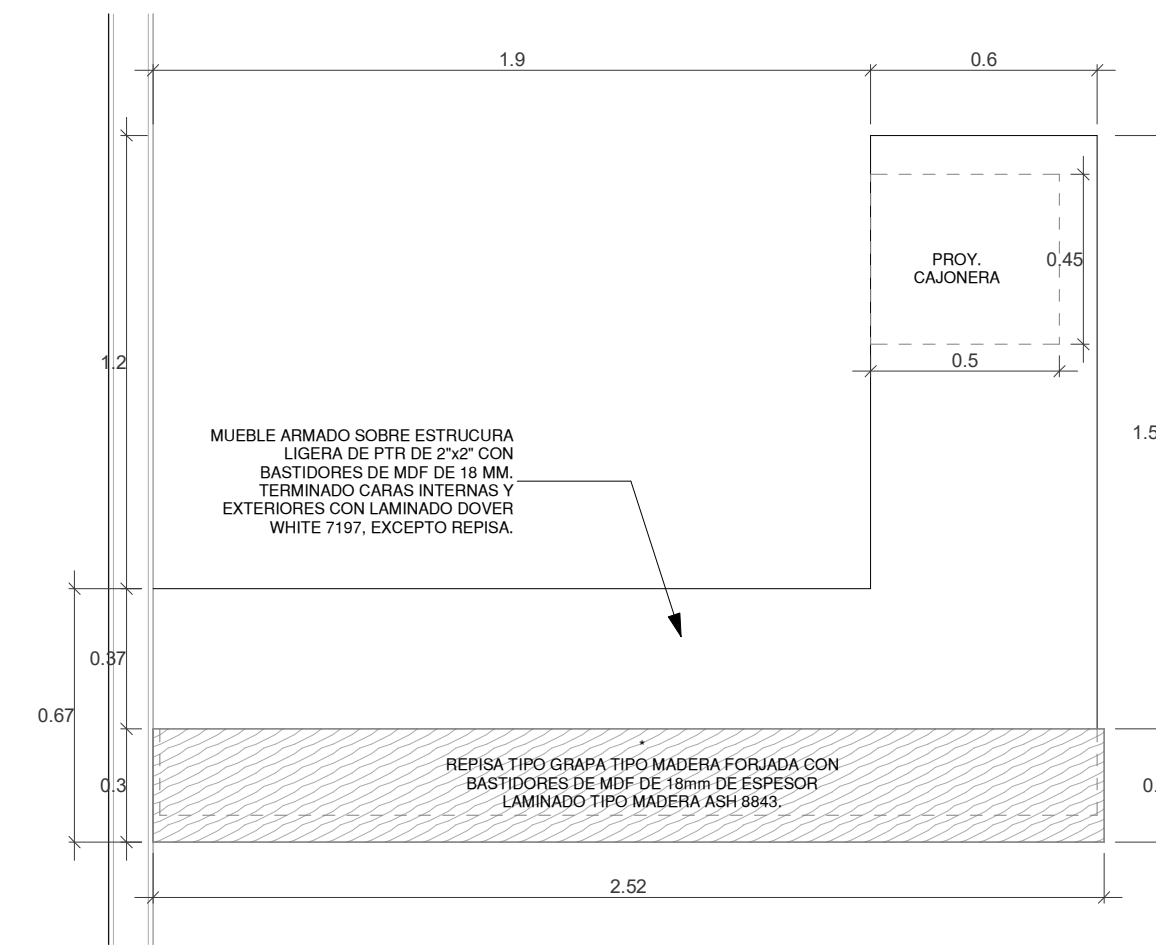 1.9
0.6
PROY.
CAJONERA
0.45
0.5
1.2
1.5
MUEBLE ARMADO SOBRE ESTRUCURA
LIGERA DE PTR DE 2"x2" CON
BASTIDORES DE MDF DE 18 MM.
TERMINADO CARAS INTERNAS Y
EXTERIORES CON LAMINADO DOVER
WHITE 7197, EXCEPTO REPISA.
0.37
0.67
0.3
*
REPISA TIPO GRAPA TIPO MADERA FORJADA CON
BASTIDORES DE MDF DE 18mm DE ESPESOR
LAMINADO TIPO MADERA ASH 8843.
0.
2.52